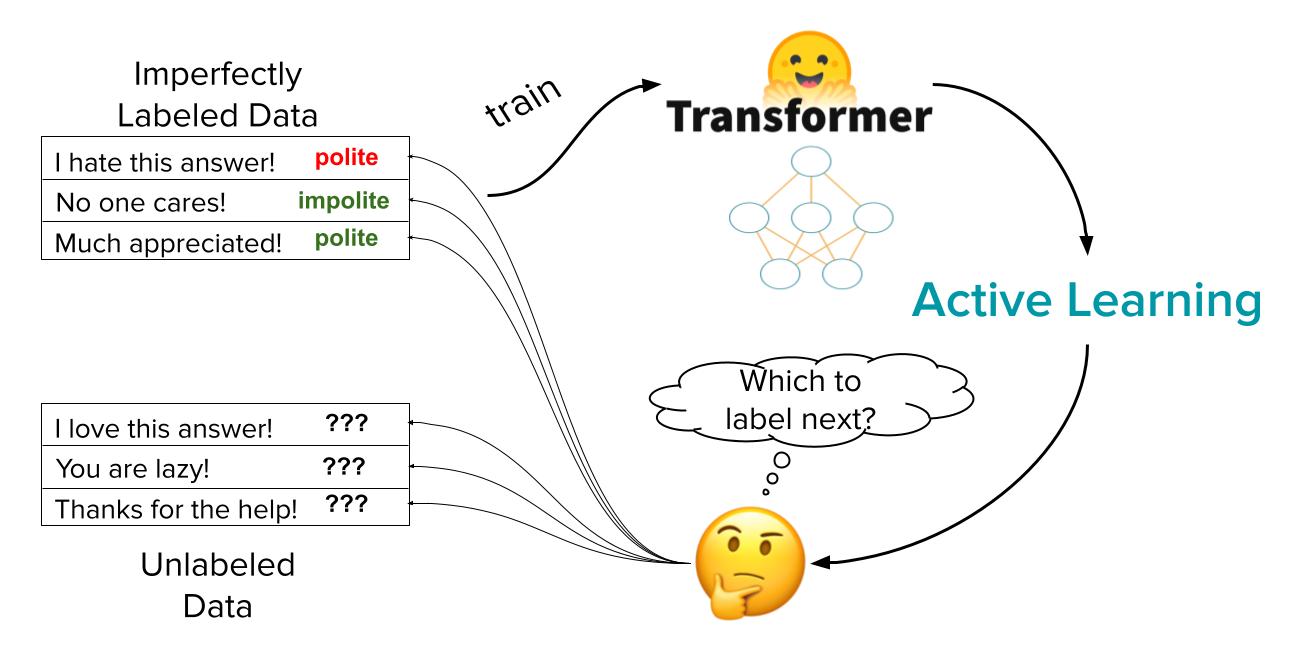 Imperfectly
Labeled Data
I hate this answer! polite
No one cares! impolite
Much appreciated! polite
train
Transformer
Active Learning
Which to
label next?
I love this answer! ???
You are lazy! ???
Thanks for the help! ???
Unlabeled
Data